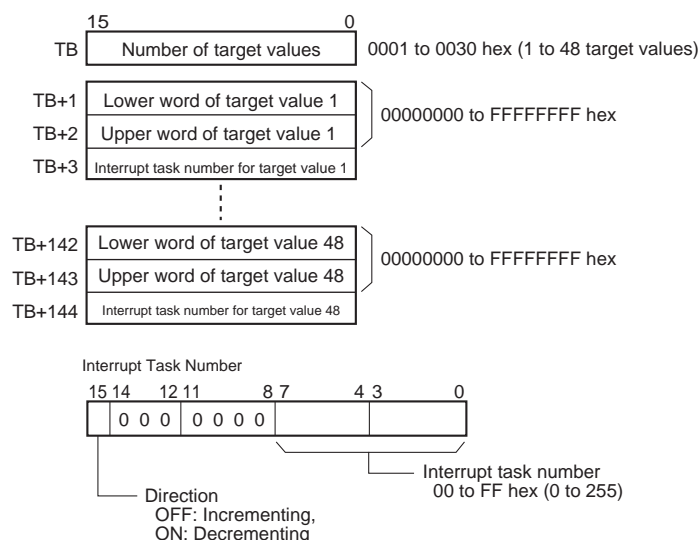 15 0
TB Number of target values 0001 to 0030 hex (1 to 48 target values)
TB+1 Lower word of target value 1
00000000 to FFFFFFFF hex
TB+2 Upper word of target value 1
TB+3 Interrupt task number for target value 1
TB+142 Lower word of target value 48
00000000 to FFFFFFFF hex
TB+143 Upper word of target value 48
TB+144 Interrupt task number for target value 48
Interrupt Task Number
15 14 12 11 8 7 4 3 0
0 0 0 0 0 0 0
Interrupt task number
00 to FF hex (0 to 255)
Direction
OFF: Incrementing,
ON: Decrementing